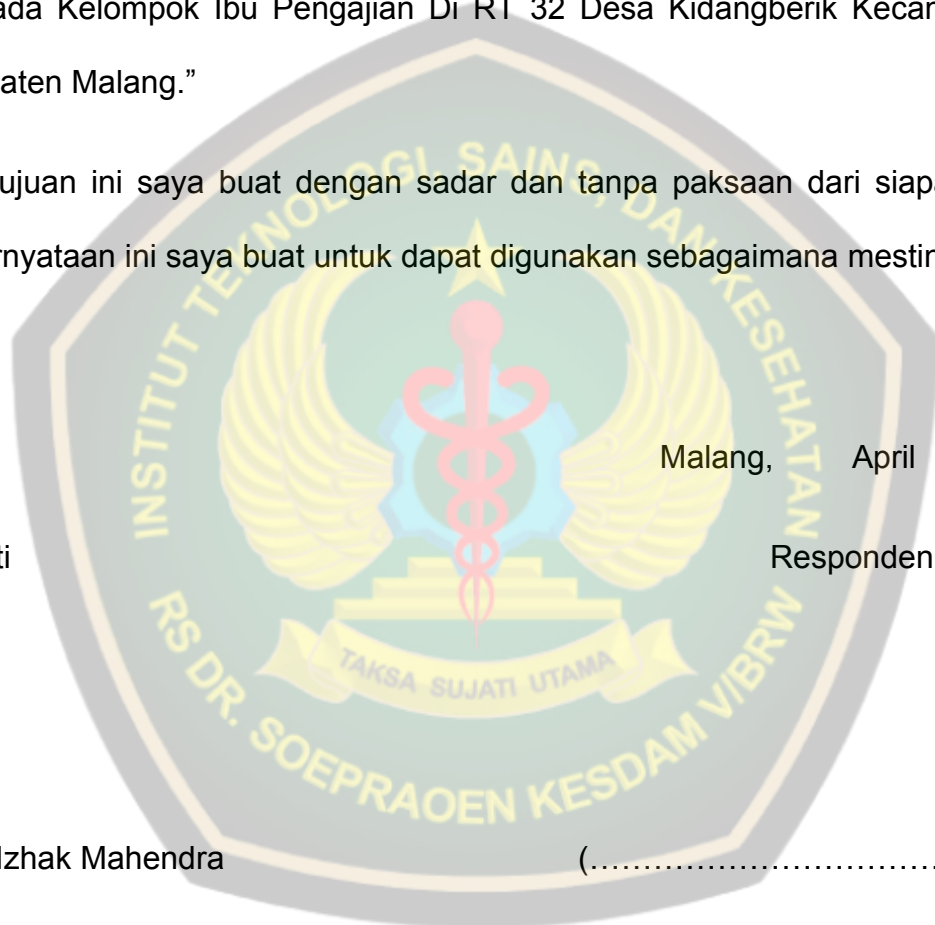 ada Kelompok Ibu Pengajian Di RT 32 Desa Kidangberik Kecar
aten Malang.”
ujuan ini saya buat dengan sadar dan tanpa paksaan dari siapa
rnyataan ini saya buat untuk dapat digunakan sebagaimana mestin
INSTITUT TEKNOLOGI, SAINS, DAN KESEHATAN
Malang, April
ti Responden
TAKSA SUJATI UTAMA
RS DR. SOEPRAOEN KESDAM V/BRW
Izhak Mahendra (……………………………